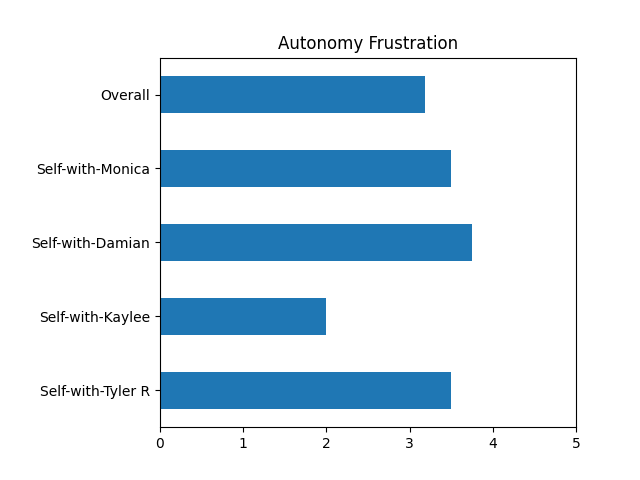 Autonomy Frustration
Overall
Self-with-Monica
Self-with-Damian
Self-with-Kaylee
Self-with-Tyler R
0 1 2 3 4 5